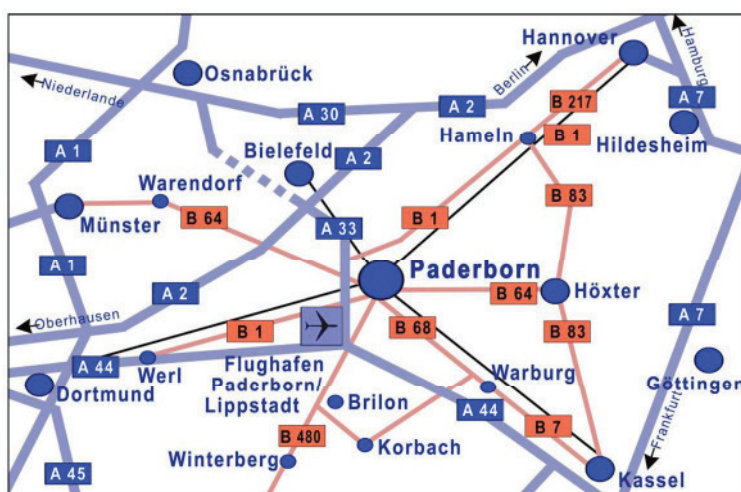 Hannover
Hamburg
Osnabrück
Niederlande
Berlin
A 30
A 2
B 217
A 7
Hameln
B 1
Hildesheim
A 1
Bielefeld
A 2
Warendorf
B 83
Münster
B 64
B 1
A 33
A 1
Paderborn
A 2
B 64
Höxter
Oberhausen
B 1
B 68
B 83
A 7
A 44
Werl
Flughafen
Paderborn/
Lippstadt
Warburg
Göttingen
Dortmund
Brilon
A 44
B 7
Frankfurt
B 480
Korbach
Winterberg
A 45
Kassel